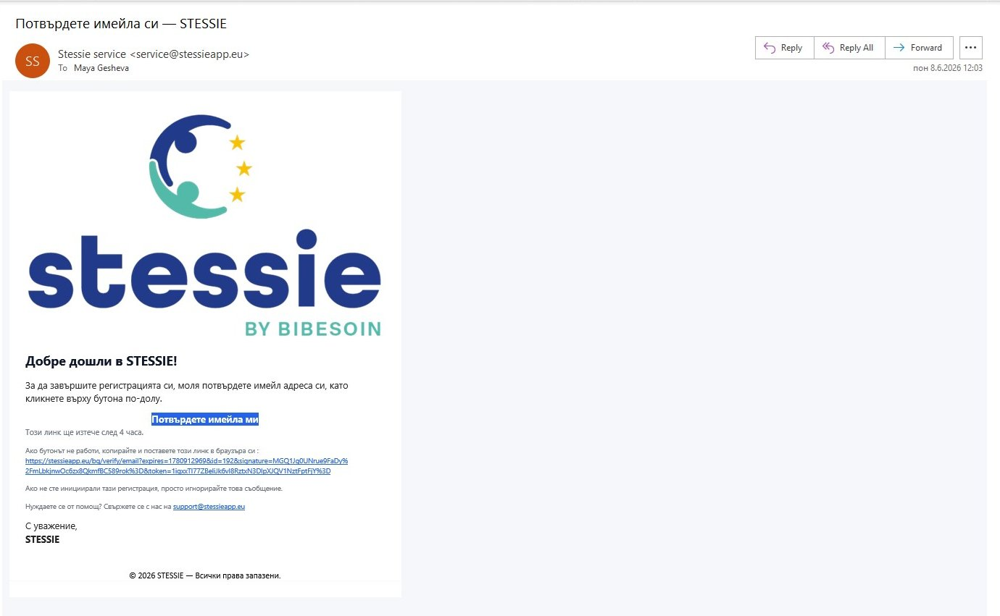 Потвърдете имейла си — STESSIE
SS
Stessie service <service@stessieapp.eu>
To Maya Gesheva
Reply
Reply All
Forward
пон 8.6.2026 12:03
stessie
BY BIBESOIN
Добре дошли в STESSIE!
За да завършите регистрацията си, моля потвърдете имейл адреса си, като
кликнете върху бутона по-долу.
Потвърдете имейла ми
Този линк ще изтече след 4 часа.
Ако бутонът не работи, копирайте и поставете този линк в браузъра си :
https://stessieapp.eu/bg/verify/email?expires=1780912969&id=192&signature=MGQ1Jq0UNrue9FaDy%
2FmLbkjnwOc6zx8QkmfBC589rok%3D&token=1iqxxTI77ZBeliJk6vI8RztxN3DlpXJQV1NztFptFjY%3D
Ако не сте инициирали тази регистрация, просто игнорирайте това съобщение.
Нуждаете се от помощ? Свържете се с нас на support@stessieapp.eu
С уважение,
STESSIE
© 2026 STESSIE — Всички права запазени.